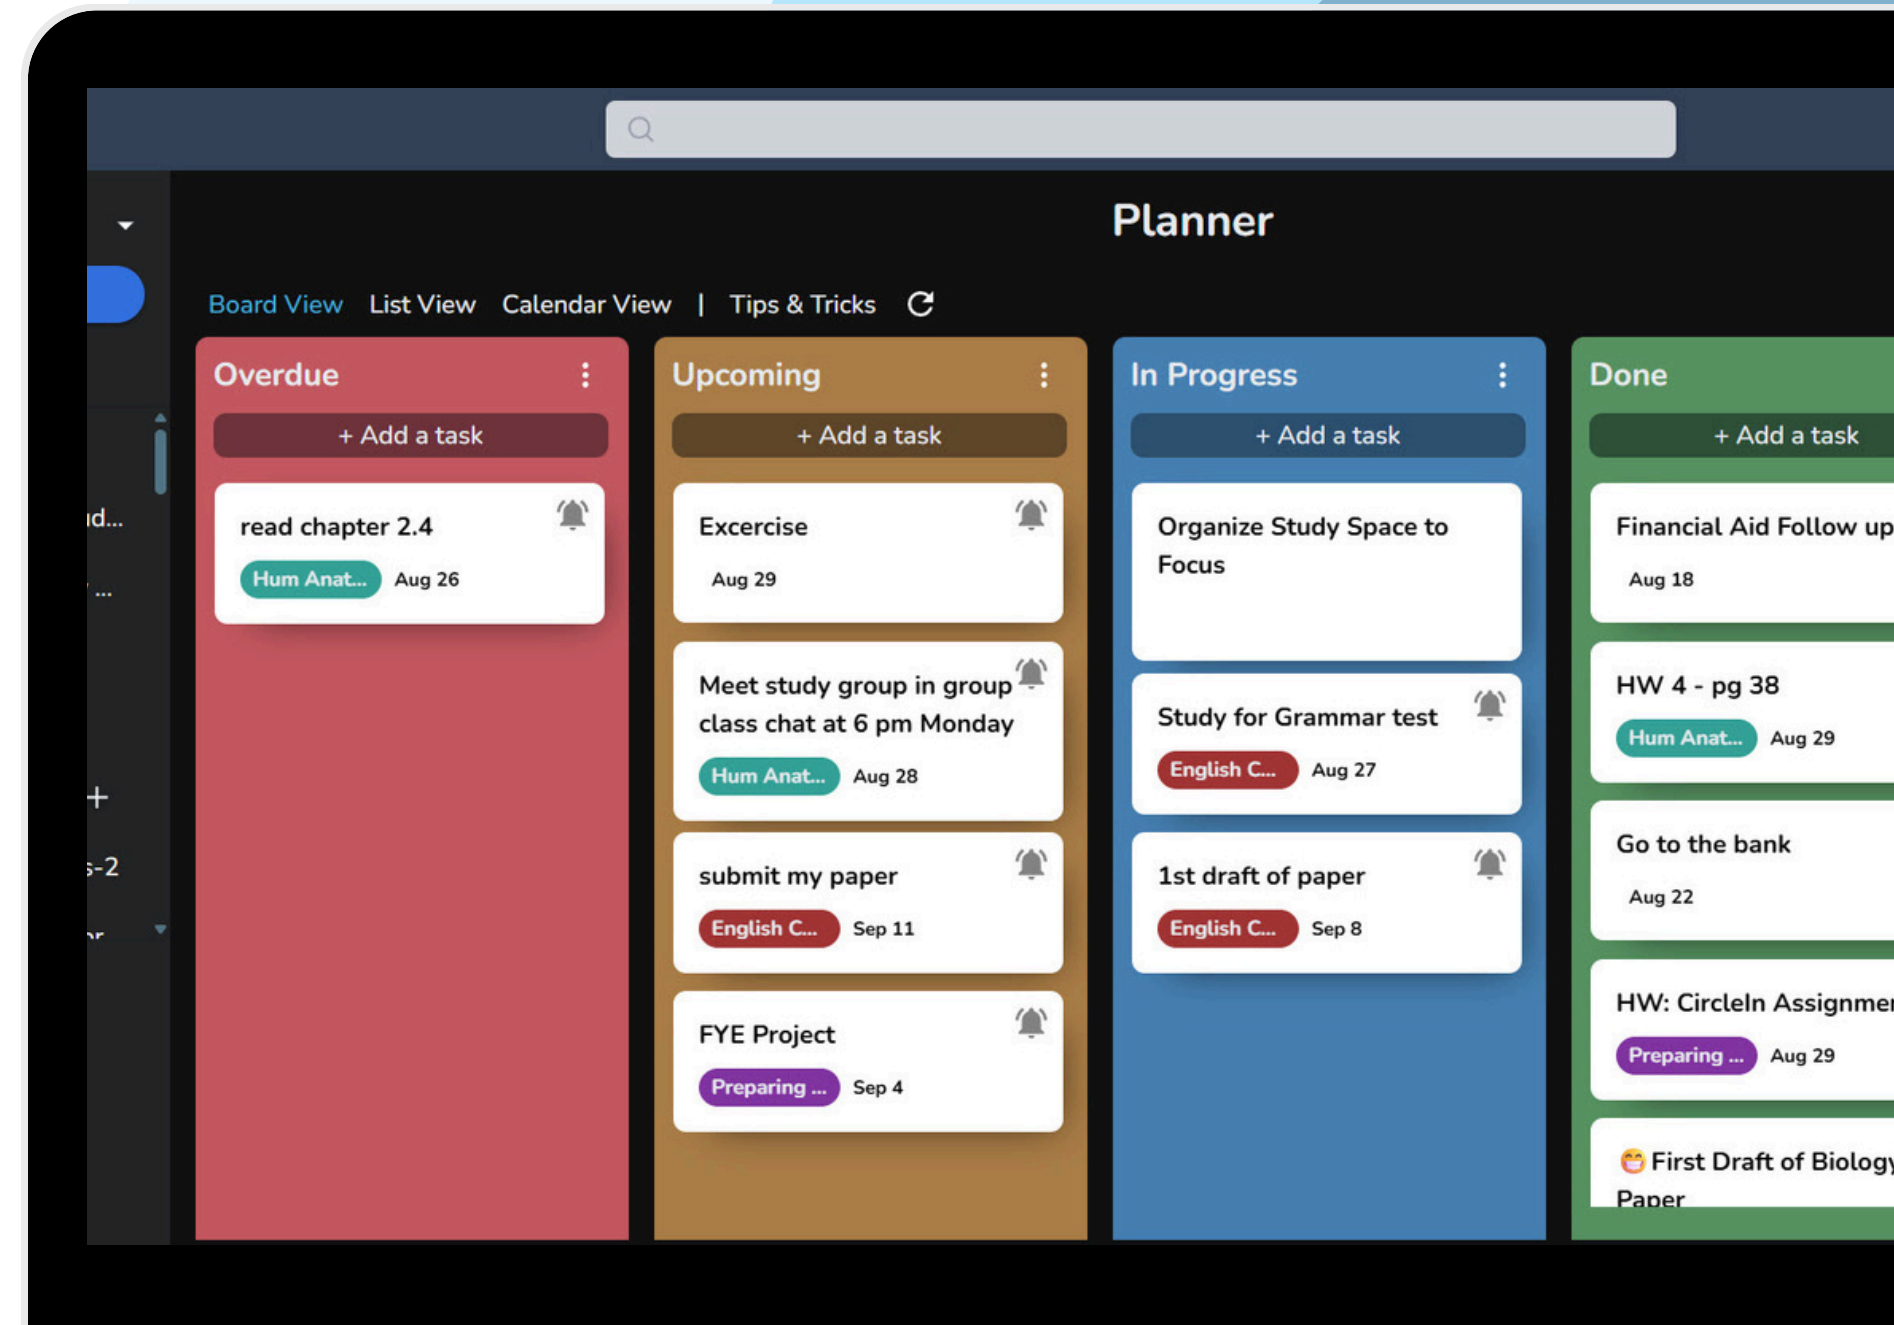 Planner
Board View List View Calendar View | Tips & Tricks
Overdue
+ Add a task
read chapter 2.4
Hum Anat... Aug 26
Upcoming
+ Add a task
Excercise
Aug 29
Meet study group in group
class chat at 6 pm Monday
Hum Anat... Aug 28
submit my paper
English C... Sep 11
FYE Project
Preparing ... Sep 4
In Progress
+ Add a task
Organize Study Space to
Focus
Study for Grammar test
English C... Aug 27
1st draft of paper
English C... Sep 8
Done
+ Add a task
Financial Aid Follow up
Aug 18
HW 4 - pg 38
Hum Anat... Aug 29
Go to the bank
Aug 22
HW: CircleIn Assignmen
Preparing ... Aug 29
😁 First Draft of Biology
Paper